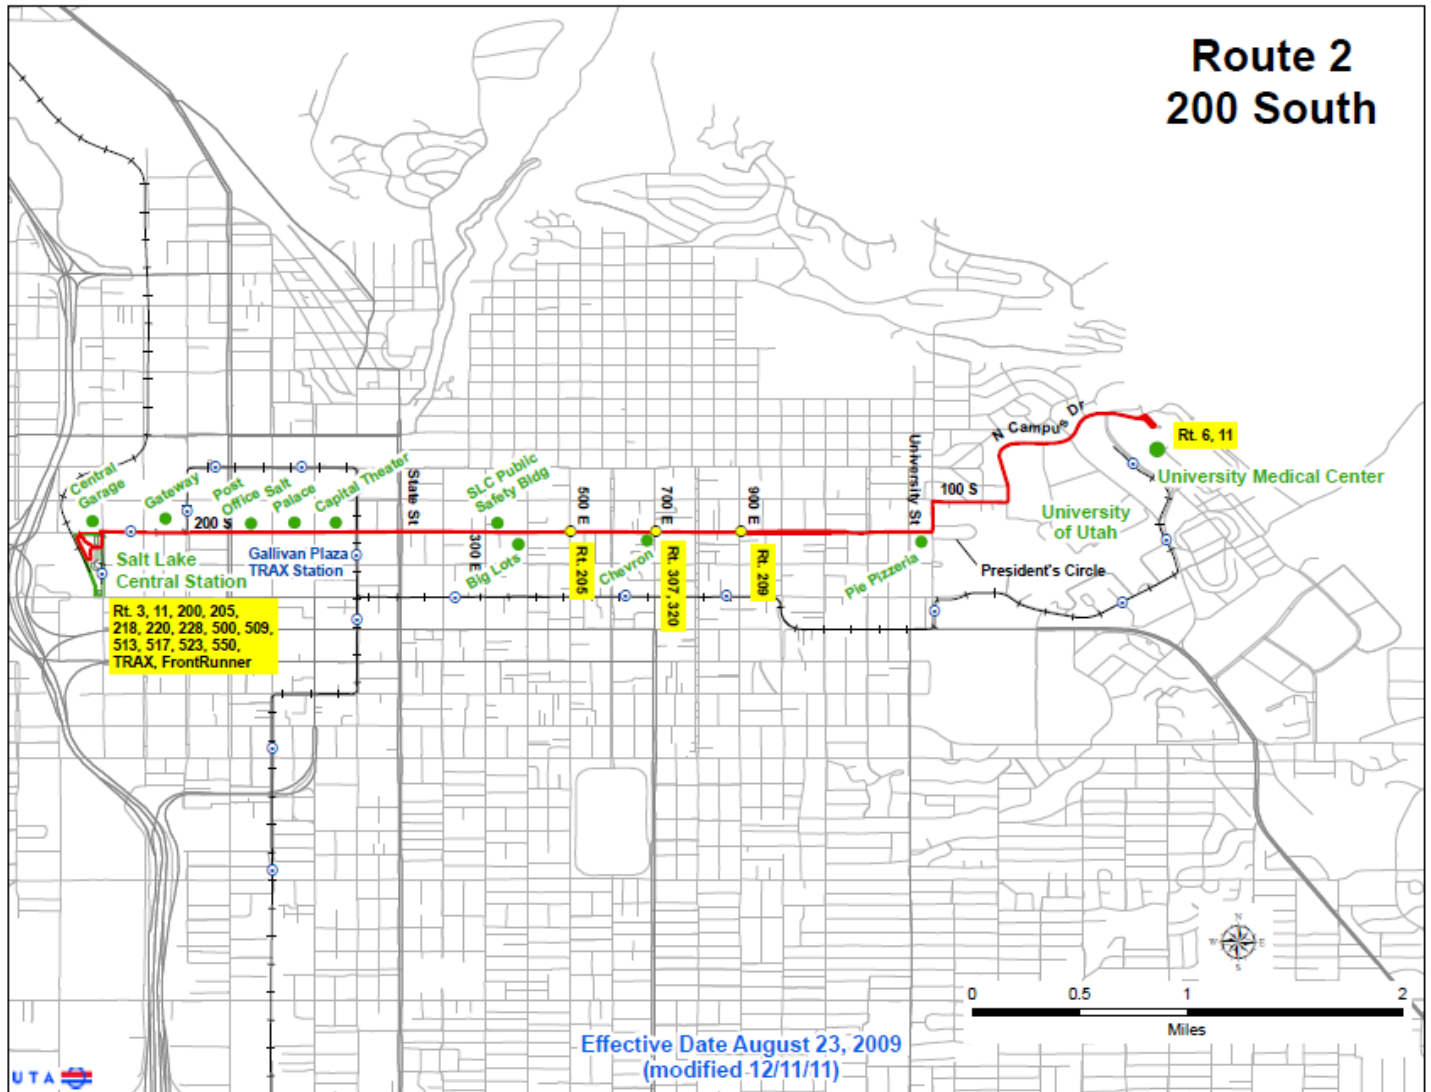 Route 2
200 South
N Campus Dr
Rt. 6, 11
University Medical Center
University St
100 S
University
of Utah
President's Circle
Central
Garage
Gateway
Post
Office
Salt
Palace
Capital Theater
State St
SLC Public
Safety Bldg
500 E
700 E
900 E
200 S
300 E
Salt Lake
Central Station
Gallivan Plaza
TRAX Station
Big Lots
Rt. 205
Chevron
Rt. 307, 320
Rt. 209
Pie Pizzeria
Rt. 3, 11, 200, 205,
218, 220, 228, 500, 509,
513, 517, 523, 550,
TRAX, FrontRunner
N
W
E
S
0 0.5 1 2
Miles
Effective Date August 23, 2009
(modified 12/11/11)
UTA